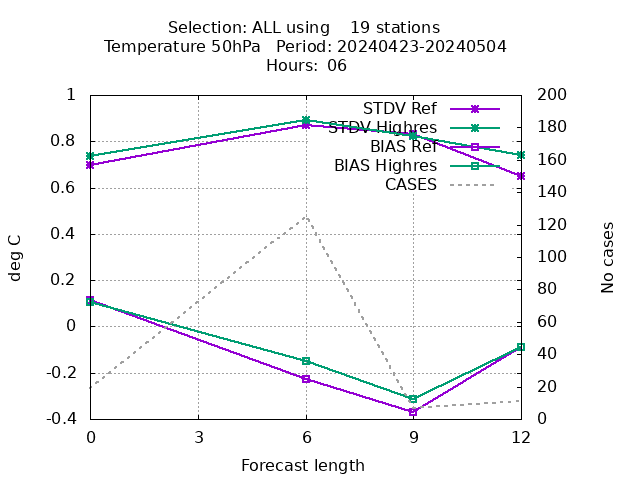 Selection: ALL using 19 stations
Temperature 50hPa Period: 20240423-20240504
Hours: 06
1
0.8
0.6
0.4
0.2
0
-0.2
-0.4
200
180
160
140
120
100
80
60
40
20
0
STDV Ref
STDV Highres
BIAS Ref
BIAS Highres
CASES
deg C
No cases
0 3 6 9 12
Forecast length